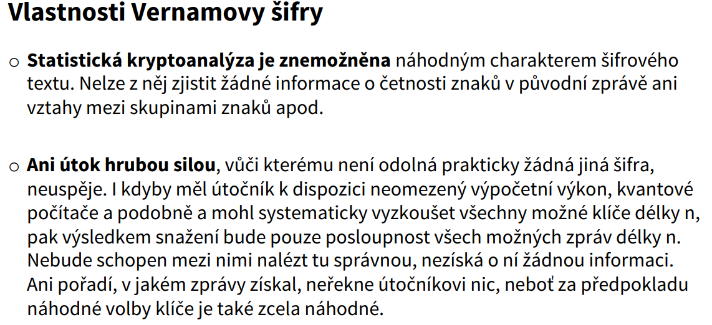 Vlastnosti Vernamovy šifry
○ Statistická kryptoanalýza je znemožněna náhodným charakterem šifrového
textu. Nelze z něj zjistit žádné informace o četnosti znaků v původní zprávě ani
vztahy mezi skupinami znaků apod.
○ Ani útok hrubou silou, vůči kterému není odolná prakticky žádná jiná šifra,
neuspěje. I kdyby měl útočník k dispozici neomezený výpočetní výkon, kvantové
počítače a podobně a mohl systematicky vyzkoušet všechny možné klíče délky n,
pak výsledkem snažení bude pouze posloupnost všech možných zpráv délky n.
Nebude schopen mezi nimi nalézt tu správnou, nezíská o ní žádnou informaci.
Ani pořadí, v jakém zprávy získal, neřekne útočníkovi nic, neboť za předpokladu
náhodné volby klíče je také zcela náhodné.